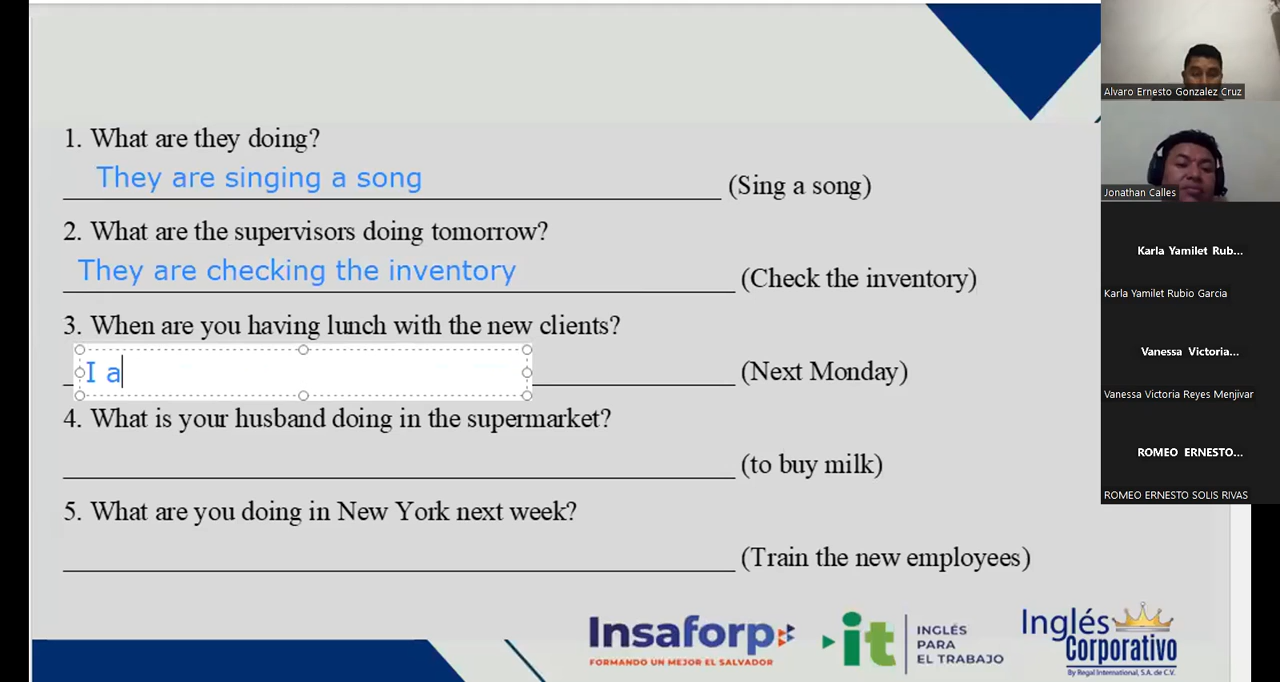 1. What are they doing?
They are singing a song
(Sing a song)
2. What are the supervisors doing tomorrow?
They are checking the inventory
(Check the inventory)
3. When are you having lunch with the new clients?
I a
(Next Monday)
4. What is your husband doing in the supermarket?
(to buy milk)
5. What are you doing in New York next week?
(Train the new employees)
Insaforp
FORMANDO UN MEJOR EL SALVADOR
it
INGLÉS
PARA
EL TRABAJO
Inglés
Corporativo
By Regal International, S.A. de C.V.
Alvaro Ernesto Gonzalez Cruz
Jonathan Calles
Karla Yamilet Rub...
Karla Yamilet Rubio Garcia
Vanessa Victoria...
Vanessa Victoria Reyes Menjivar
ROMEO ERNESTO...
ROMEO ERNESTO SOLIS RIVAS